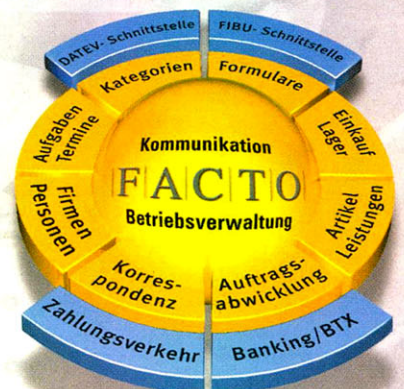 DATEV- Schnittstelle
FIBU- Schnittstelle
Kategorien
Formulare
Aufgaben
Termine
Einkauf
Lager
Kommunikation
FACTO
Betriebsverwaltung
Firmen
Personen
Artikel
Leistungen
Korres-
pondenz
Auftrags-
abwicklung
Zahlungsverkehr
Banking/BTX